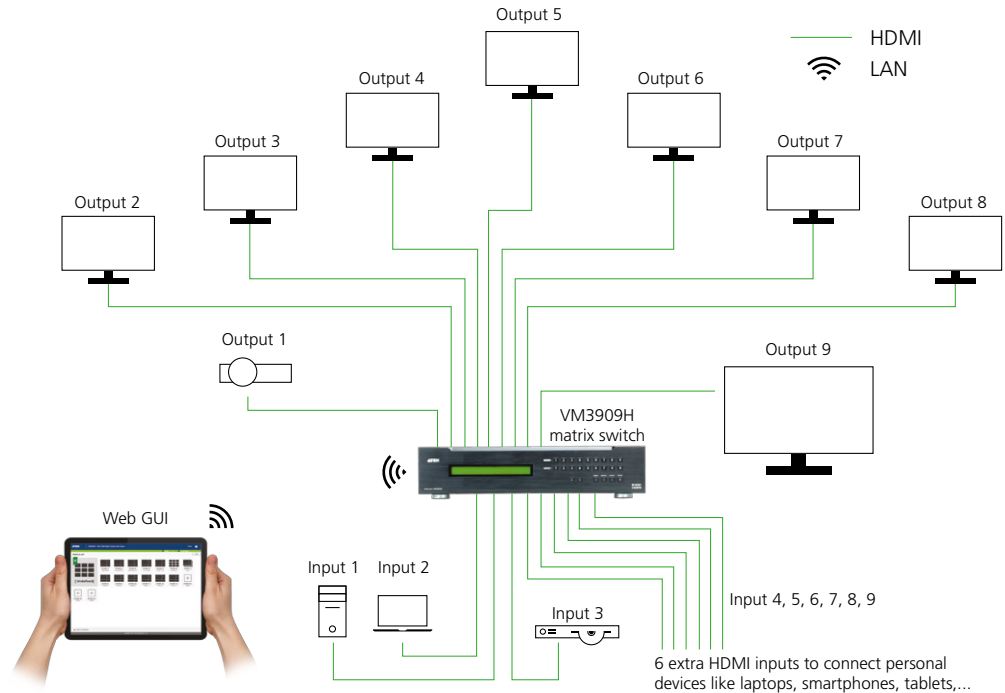 Output 5
HDMI
LAN
Output 4
Output 6
Output 3
Output 7
Output 2
Output 8
Output 1
Output 9
VM3909H
matrix switch
ATEN
Web GUI
Input 1
Input 2
Input 3
Input 4, 5, 6, 7, 8, 9
6 extra HDMI inputs to connect personal
devices like laptops, smartphones, tablets,...